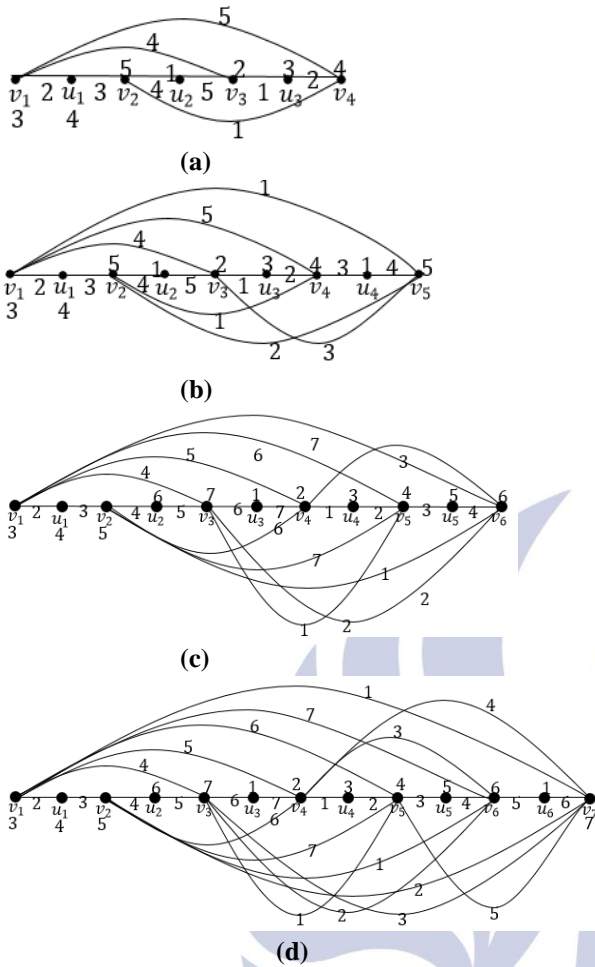 5
4
5 1 2 3 4
v₁ 2 u₁ 3 v₂ 4 u₂ 5 v₃ 1 u₃ 2 v₄
3 4
1
(a)
1
5
4
5 1 2 3 4 3 1 4 5
v₁ 2 u₁ 3 v₂ 4 u₂ 5 v₃ 1 u₃ 2 v₄ u₄ v₅
3 4
1
2 3
(b)
7
5 6 3
4
7 2 4 6
6 1 3 5
v₁ 2 u₁ 3 v₂ 4 u₂ 5 v₃ 6 u₃ 7 v₄ 1 u₄ 2 v₅ 3 u₅ 4 v₆
3 4 5 6
7 1
2
1 2
(c)
1
4
7
6
3
5
4
6 7 1 2 3 4 5 6 1
v₁ 2 u₁ 3 v₂ 4 u₂ 5 v₃ 6 u₃ 7 v₄ 1 u₄ 2 v₅ 3 u₅ 4 v₆ 5 u₆ 6 v₇
3 4 5 6 7
7
1
2
1 2 3 5
(d)